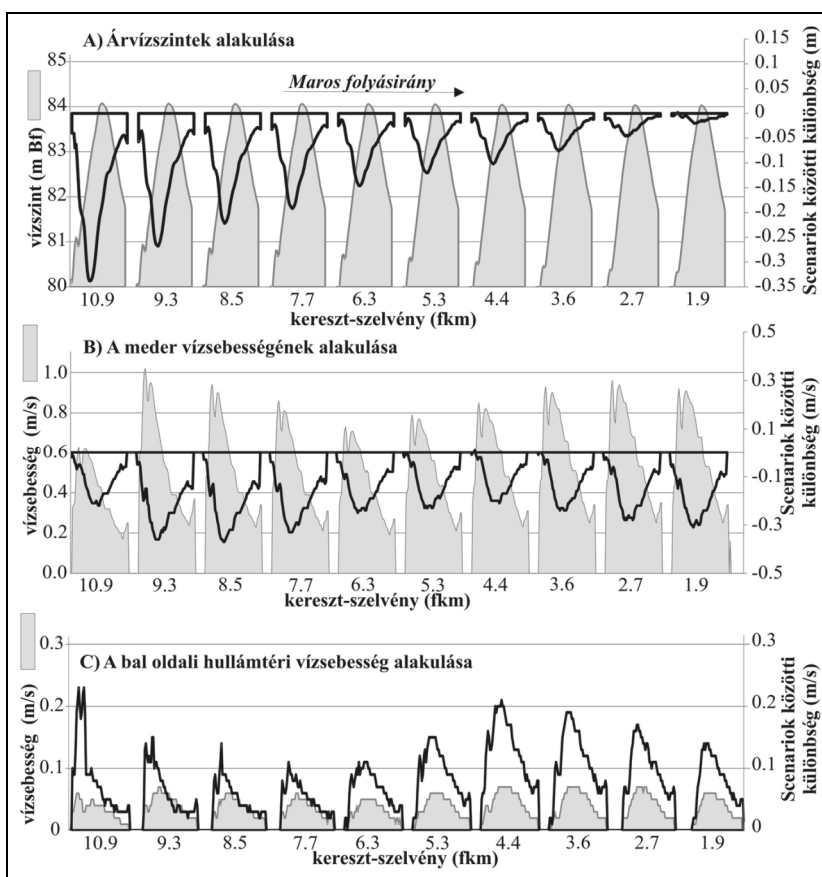 A) Árvízszintek alakulása
Maros folyásirány
vízszint (m Bf)
85
84
83
82
81
80
Scenariok közötti különbség (m)
0.15
0.1
0.05
0
-0.05
-0.1
-0.15
-0.2
-0.25
-0.3
-0.35
10.9 9.3 8.5 7.7 6.3 5.3 4.4 3.6 2.7 1.9
kereszt-szelvény (fkm)
B) A meder vízsebességének alakulása
vízsebesség (m/s)
1.0
0.8
0.6
0.4
0.2
0.0
Scenariok közötti
különbség (m/s)
0.5
0.3
0.1
-0.1
-0.3
-0.5
10.9 9.3 8.5 7.7 6.3 5.3 4.4 3.6 2.7 1.9
kereszt-szelvény (fkm)
C) A bal oldali hullámtéri vízsebesség alakulása
vízsebesség (m/s)
0.3
0.2
0.1
0
Scenariok közötti
különbség (m/s)
0.3
0.2
0.1
0
10.9 9.3 8.5 7.7 6.3 5.3 4.4 3.6 2.7 1.9
kereszt-szelvény (fkm)